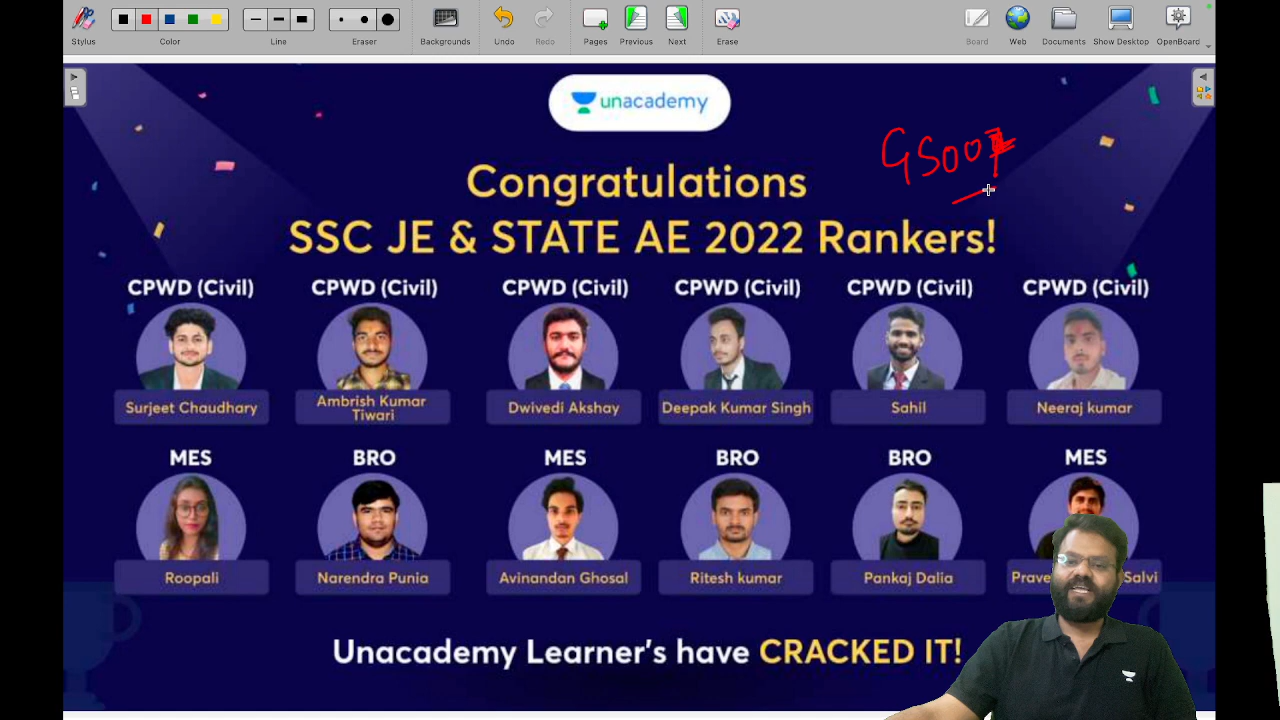 Stylus
Color
Line
Eraser
Backgrounds
Undo
Redo
Pages
Previous
Next
Erase
Board
Web
Documents
Show Desktop
OpenBoard
unacademy
Congratulations
SSC JE & STATE AE 2022 Rankers!
CPWD (Civil) CPWD (Civil) CPWD (Civil) CPWD (Civil) CPWD (Civil) CPWD (Civil)
Surjeet Chaudhary
Ambrish Kumar
Tiwari
Dwivedi Akshay
Deepak Kumar Singh
Sahil
Neeraj kumar
MES BRO MES BRO BRO MES
Roopali
Narendra Punia
Avinandan Ghosal
Ritesh kumar
Pankaj Dalia
Salvi
Unacademy Learner's have CRACKED IT!